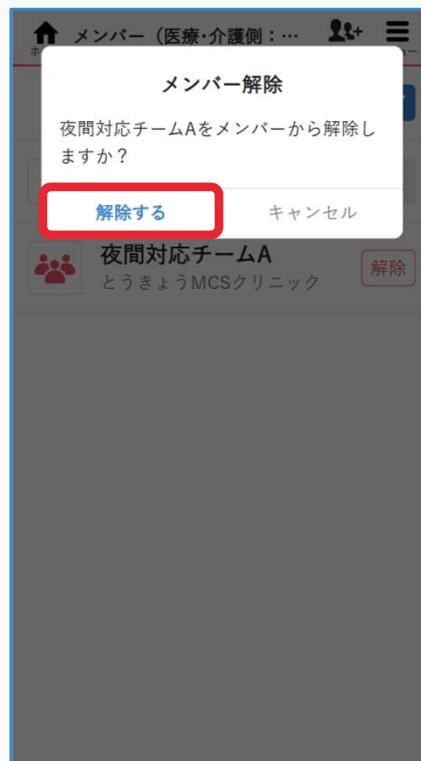 メンバー（医療・介護側：…
メンバー解除
夜間対応チームAをメンバーから解除し
ますか？
解除する
キャンセル
夜間対応チームA
とうきょうMCSクリニック
解除